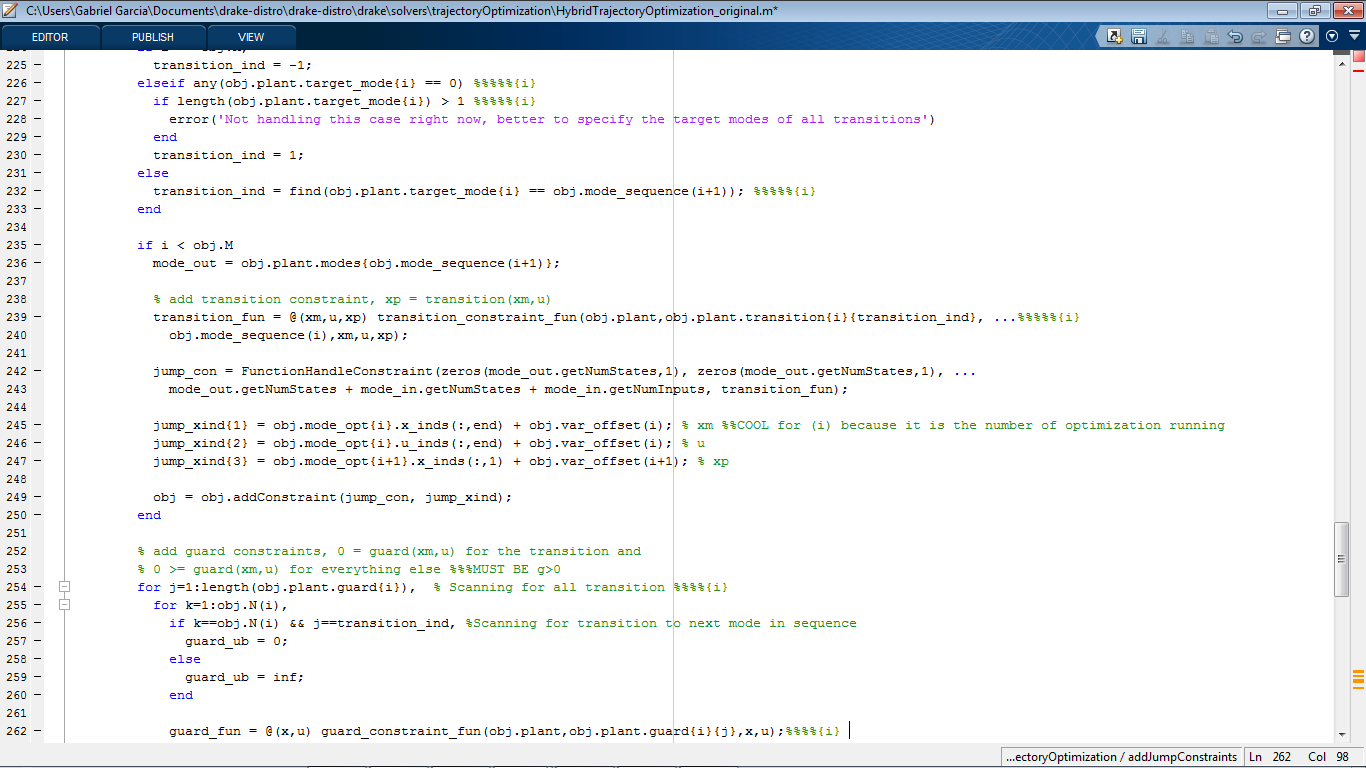 C:\Users\Gabriel Garcia\Documents\drake-distro\drake-distro\drake\solvers\trajectoryOptimization\HybridTrajectoryOptimization_original.m*
EDITOR PUBLISH VIEW
225 – transition_ind = -1;
226 – elseif any(obj.plant.target_mode{i} == 0) %%%%%{i}
227 – if length(obj.plant.target_mode{i}) > 1 %%%%%{i}
228 – error('Not handling this case right now, better to specify the target modes of all transitions')
229 – end
230 – transition_ind = 1;
231 – else
232 – transition_ind = find(obj.plant.target_mode{i} == obj.mode_sequence(i+1)); %%%%%{i}
233 – end
234
235 – if i < obj.M
236 – mode_out = obj.plant.modes{obj.mode_sequence(i+1)};
237
238 % add transition constraint, xp = transition(xm,u)
239 – transition_fun = @(xm,u,xp) transition_constraint_fun(obj.plant,obj.plant.transition{i}{transition_ind}, ...%%%%%{i}
240 obj.mode_sequence(i),xm,u,xp);
241
242 – jump_con = FunctionHandleConstraint(zeros(mode_out.getNumStates,1), zeros(mode_out.getNumStates,1), ...
243 mode_out.getNumStates + mode_in.getNumStates + mode_in.getNumInputs, transition_fun);
244
245 – jump_xind{1} = obj.mode_opt{i}.x_inds(:,end) + obj.var_offset(i); % xm %%COOL for (i) because it is the number of optimization running
246 – jump_xind{2} = obj.mode_opt{i}.u_inds(:,end) + obj.var_offset(i); % u
247 – jump_xind{3} = obj.mode_opt{i+1}.x_inds(:,1) + obj.var_offset(i+1); % xp
248
249 – obj = obj.addConstraint(jump_con, jump_xind);
250 – end
251
252 % add guard constraints, 0 = guard(xm,u) for the transition and
253 % 0 >= guard(xm,u) for everything else %%%MUST BE g>0
254 – for j=1:length(obj.plant.guard{i}), % Scanning for all transition %%%%{i}
255 – for k=1:obj.N(i),
256 – if k==obj.N(i) && j==transition_ind, %Scanning for transition to next mode in sequence
257 – guard_ub = 0;
258 – else
259 – guard_ub = inf;
260 – end
261
262 – guard_fun = @(x,u) guard_constraint_fun(obj.plant,obj.plant.guard{i}{j},x,u);%%%%{i}
...ectoryOptimization / addJumpConstraints Ln 262 Col 98